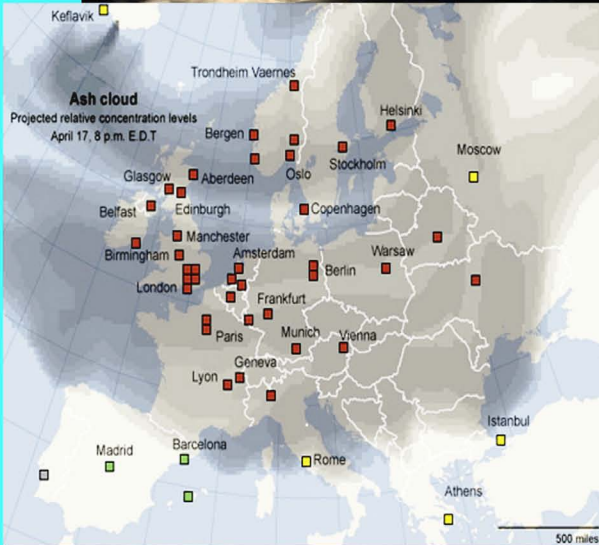 Keflavik
Trondheim Vaernes
Ash cloud
Projected relative concentration levels
April 17, 8 p.m. E.D.T
Helsinki
Bergen
Moscow
Oslo
Stockholm
Glasgow
Aberdeen
Belfast
Edinburgh
Copenhagen
Manchester
Birmingham
Amsterdam
Warsaw
London
Berlin
Frankfurt
Paris
Munich
Vienna
Geneva
Lyon
Istanbul
Madrid
Barcelona
Rome
Athens
500 miles